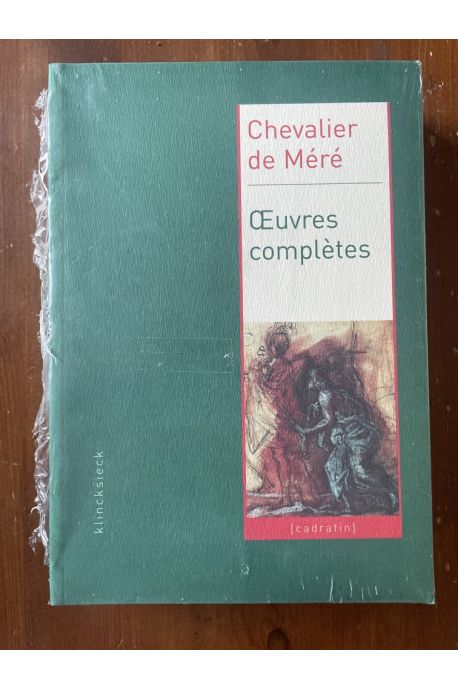 Chevalier
de Méré
Œuvres
complètes
klincksieck
[cadratin]